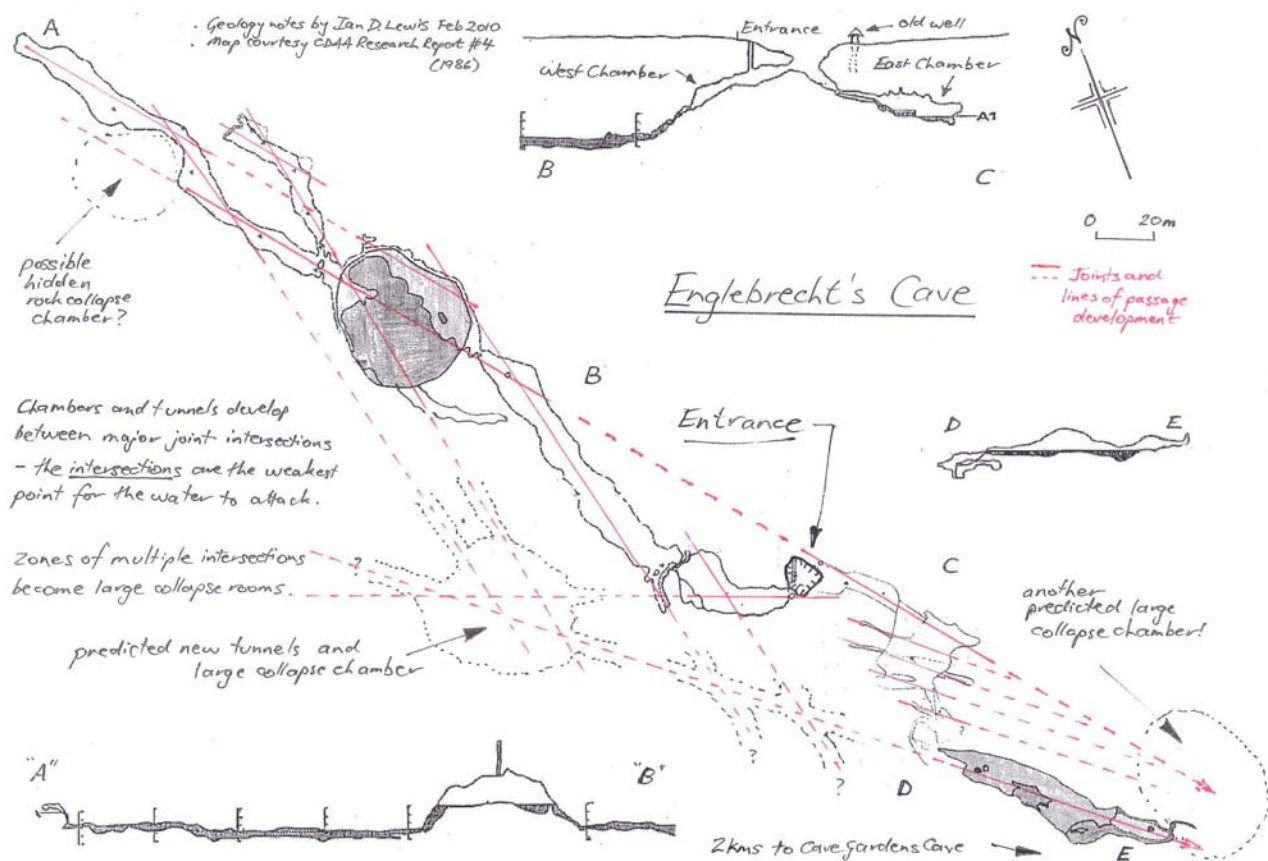 A
. Geology notes by Ian D. Lewis Feb 2010
. Map courtesy CDAA Research Report #4
(1986)
Entrance
old well
West Chamber
East Chamber
A1
B
C
N
0 20m
Joints and
lines of passage
development
Englebrecht's Cave
possible
hidden
rock collapse
chamber?
B
Entrance
D E
Chambers and tunnels develop
between major joint intersections
- the intersections are the weakest
point for the water to attack.
C
Zones of multiple intersections
become large collapse rooms.
?
another
predicted large
collapse chamber!
predicted new tunnels and
large collapse chamber
?
?
?
"A" "B"
D
E
2kms to Cave Gardens Cave